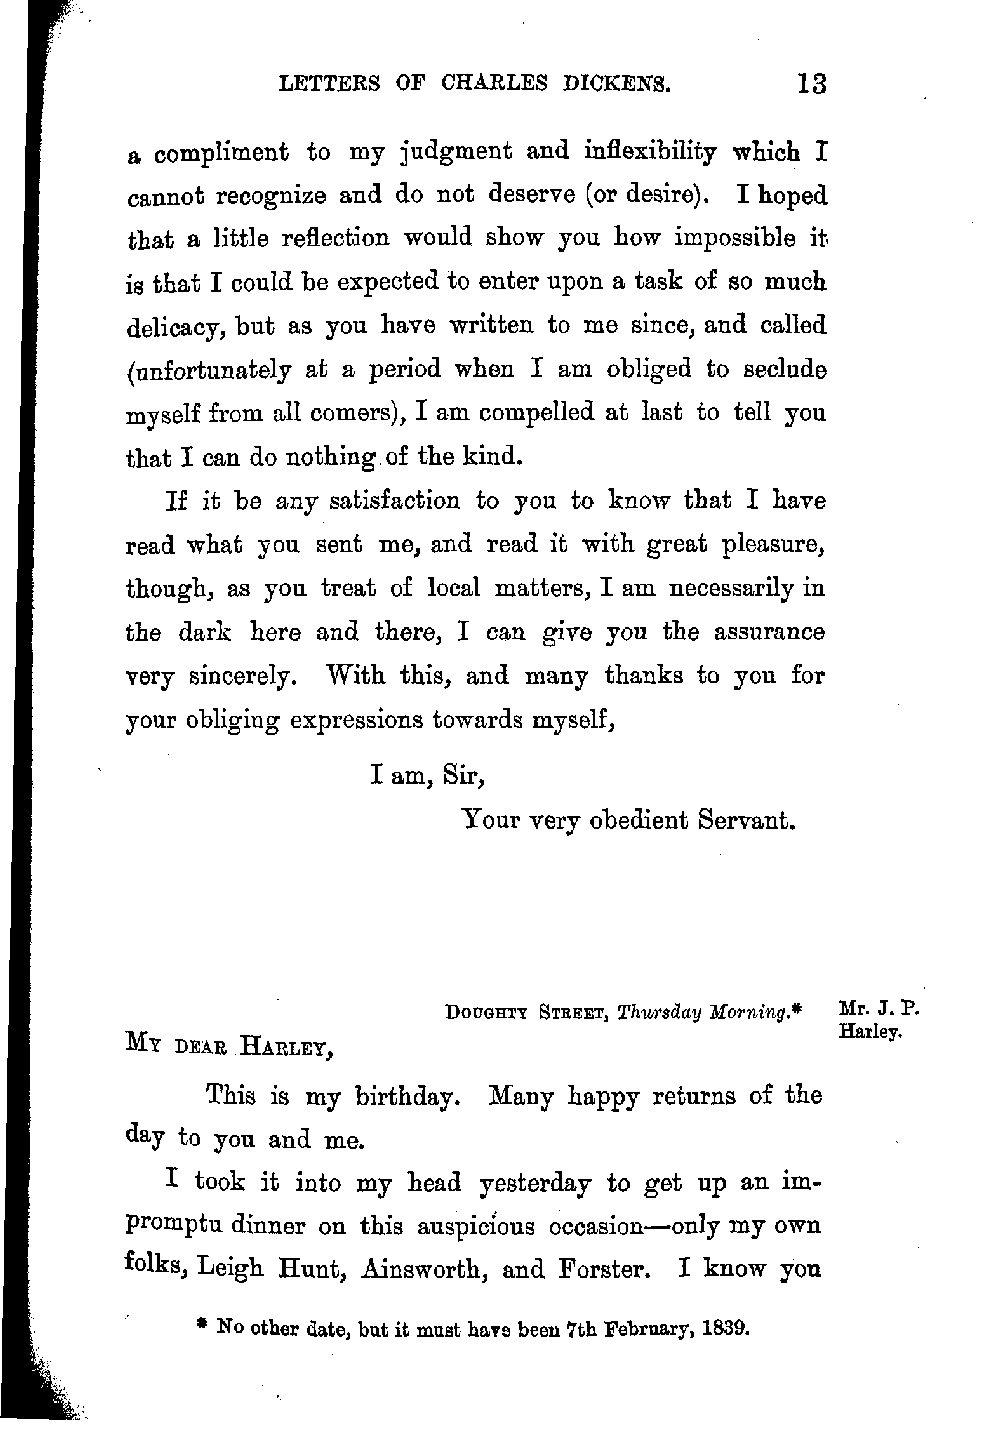 LETTERS OF CHARLES DICKENS. 13
a compliment to my judgment and inflexibility which I
cannot recognize and do not deserve (or desire). I hoped
that a little reflection would show you how impossible it
is that I could be expected to enter upon a task of so much
delicacy, but as you have written to me since, and called
(unfortunately at a period when I am obliged to seclude
myself from all comers), I am compelled at last to tell you
that I can do nothing of the kind.
If it be any satisfaction to you to know that I have
read what you sent me, and read it with great pleasure,
though, as you treat of local matters, I am necessarily in
the dark here and there, I can give you the assurance
very sincerely. With this, and many thanks to you for
your obliging expressions towards myself,
I am, Sir,
Your very obedient Servant.
DOUGHTY STREET, Thursday Morning.*
Mr. J. P.
Harley.
MY DEAR HARLEY,
This is my birthday. Many happy returns of the
day to you and me.
I took it into my head yesterday to get up an im-
promptu dinner on this auspicious occasion—only my own
folks, Leigh Hunt, Ainsworth, and Forster. I know you
* No other date, but it must have been 7th February, 1839.